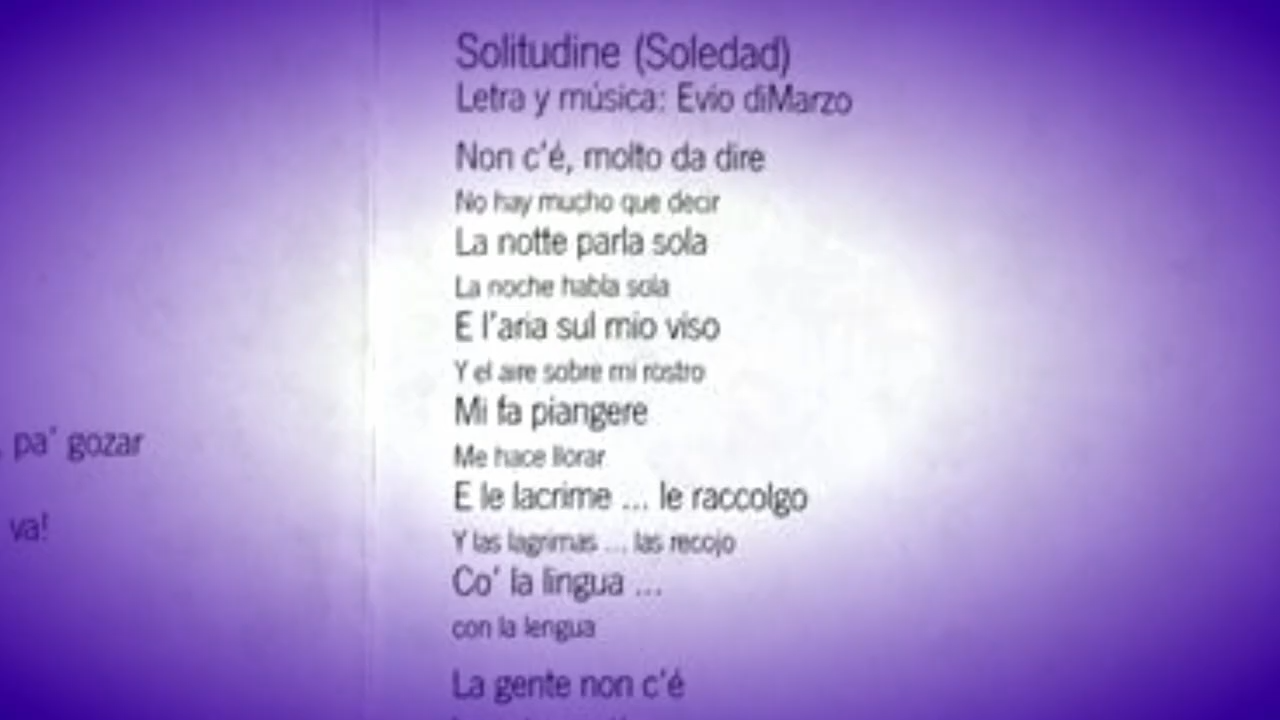 Solitudine (Soledad)
Letra y música: Evio diMarzo
Non c'é, molto da dire
No hay mucho que decir
La notte parla sola
La noche habla sola
E l'aria sul mio viso
Y el aire sobre mi rostro
Mi fa piangere
Me hace llorar
E le lacrime ... le raccolgo
Y las lagrimas ... las recojo
Co' la lingua ...
con la lengua
La gente non c'é
, pa' gozar
va!